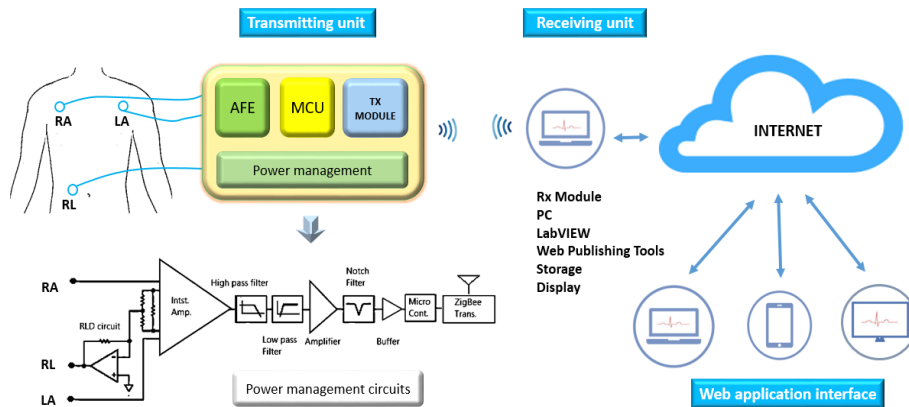 Transmitting unit
Receiving unit
AFE
MCU
TX
MODULE
Power management
RA
LA
RL
INTERNET
Rx Module
PC
LabVIEW
Web Publishing Tools
Storage
Display
RA
Intst.
Amp.
High pass filter
Notch
Filter
Micro
Cont.
ZigBee
Trans.
RLD circuit
Low pass
Filter
Amplifier
Buffer
RL
LA
Power management circuits
Web application interface